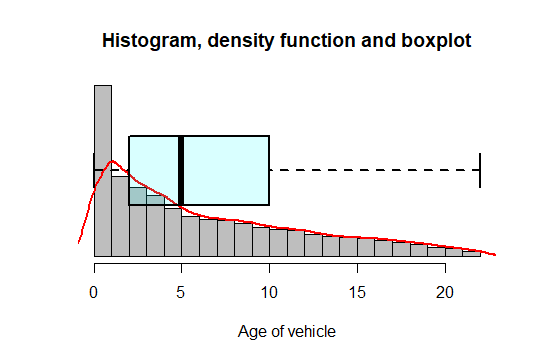 Histogram, density function and boxplot
0 5 10 15 20
Age of vehicle